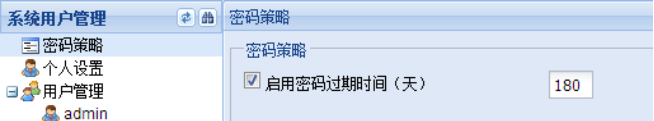 系统用户管理
密码策略
个人设置
用户管理
admin
密码策略
密码策略
启用密码过期时间（天）
180